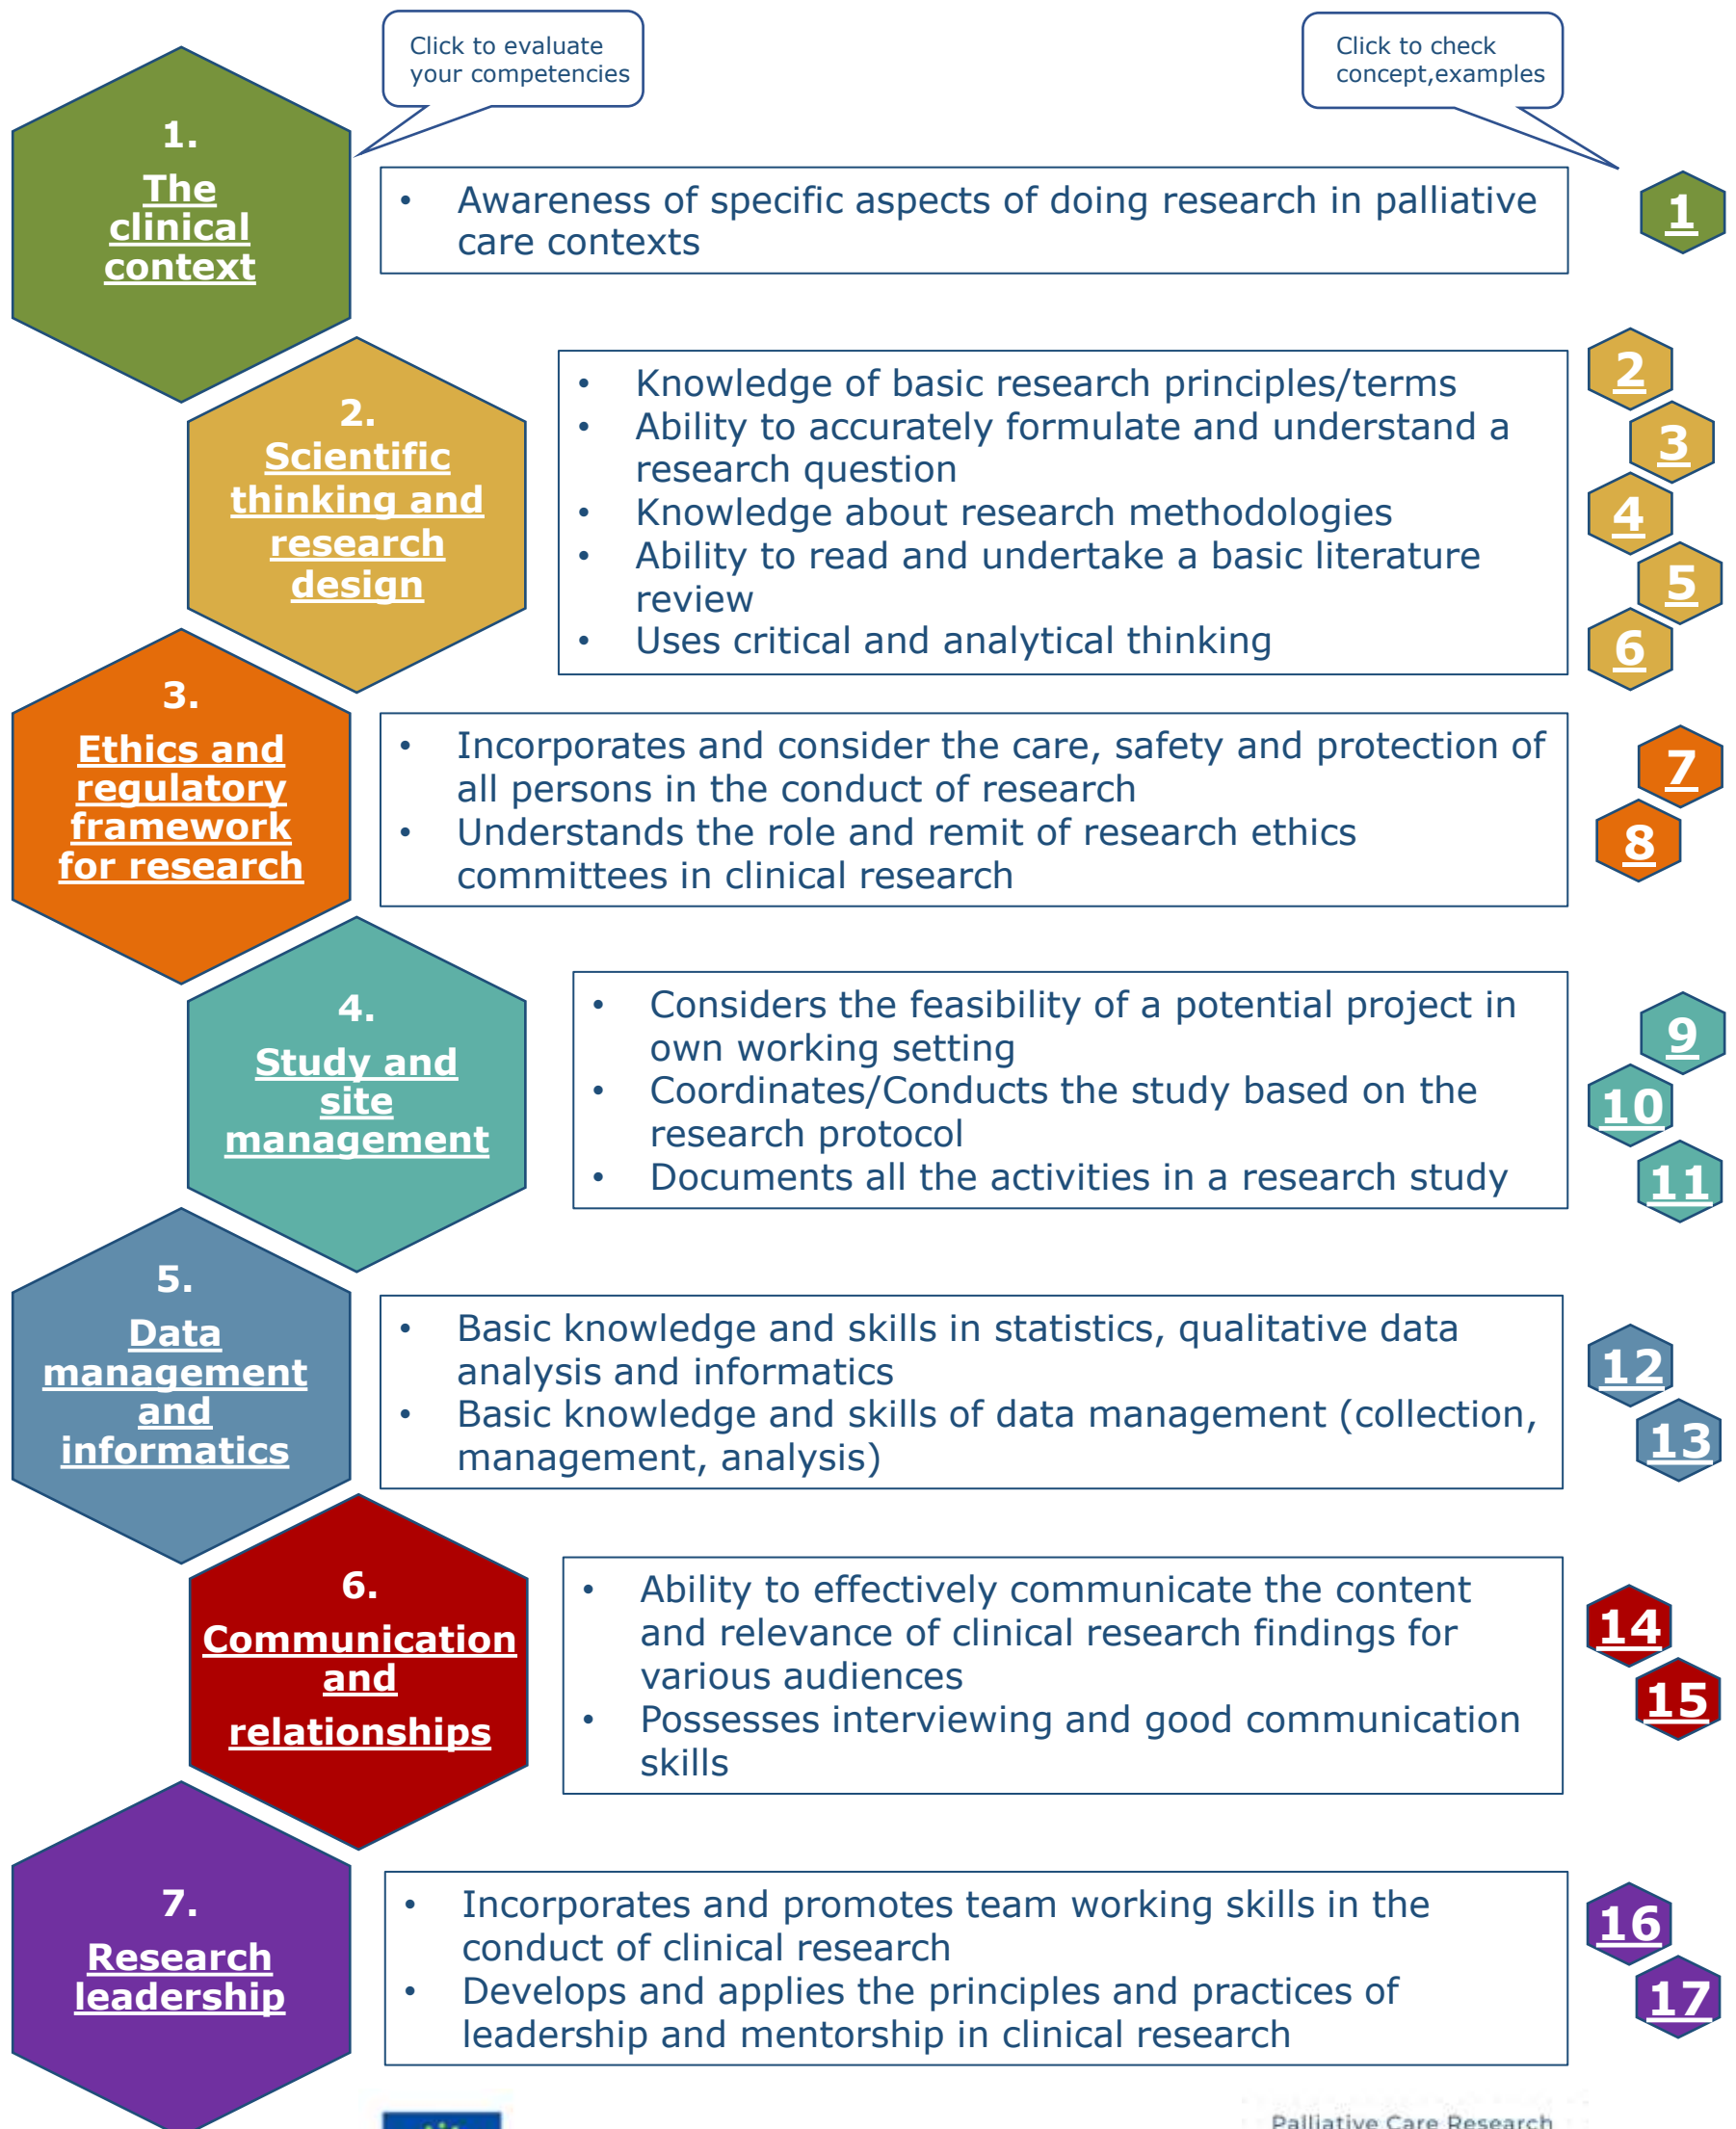 Click to evaluate
your competencies
Click to check
concept,examples
1.
The
clinical
context
• Awareness of specific aspects of doing research in palliative
care contexts
1
2.
Scientific
thinking and
research
design
• Knowledge of basic research principles/terms
• Ability to accurately formulate and understand a
research question
• Knowledge about research methodologies
• Ability to read and undertake a basic literature
review
• Uses critical and analytical thinking
2
3
4
5
6
3.
Ethics and
regulatory
framework
for research
• Incorporates and consider the care, safety and protection of
all persons in the conduct of research
• Understands the role and remit of research ethics
committees in clinical research
7
8
4.
Study and
site
management
• Considers the feasibility of a potential project in
own working setting
• Coordinates/Conducts the study based on the
research protocol
• Documents all the activities in a research study
9
10
11
5.
Data
management
and
informatics
• Basic knowledge and skills in statistics, qualitative data
analysis and informatics
• Basic knowledge and skills of data management (collection,
management, analysis)
12
13
6.
Communication
and
relationships
• Ability to effectively communicate the content
and relevance of clinical research findings for
various audiences
• Possesses interviewing and good communication
skills
14
15
7.
Research
leadership
• Incorporates and promotes team working skills in the
conduct of clinical research
• Develops and applies the principles and practices of
leadership and mentorship in clinical research
16
17
Palliative Care Research